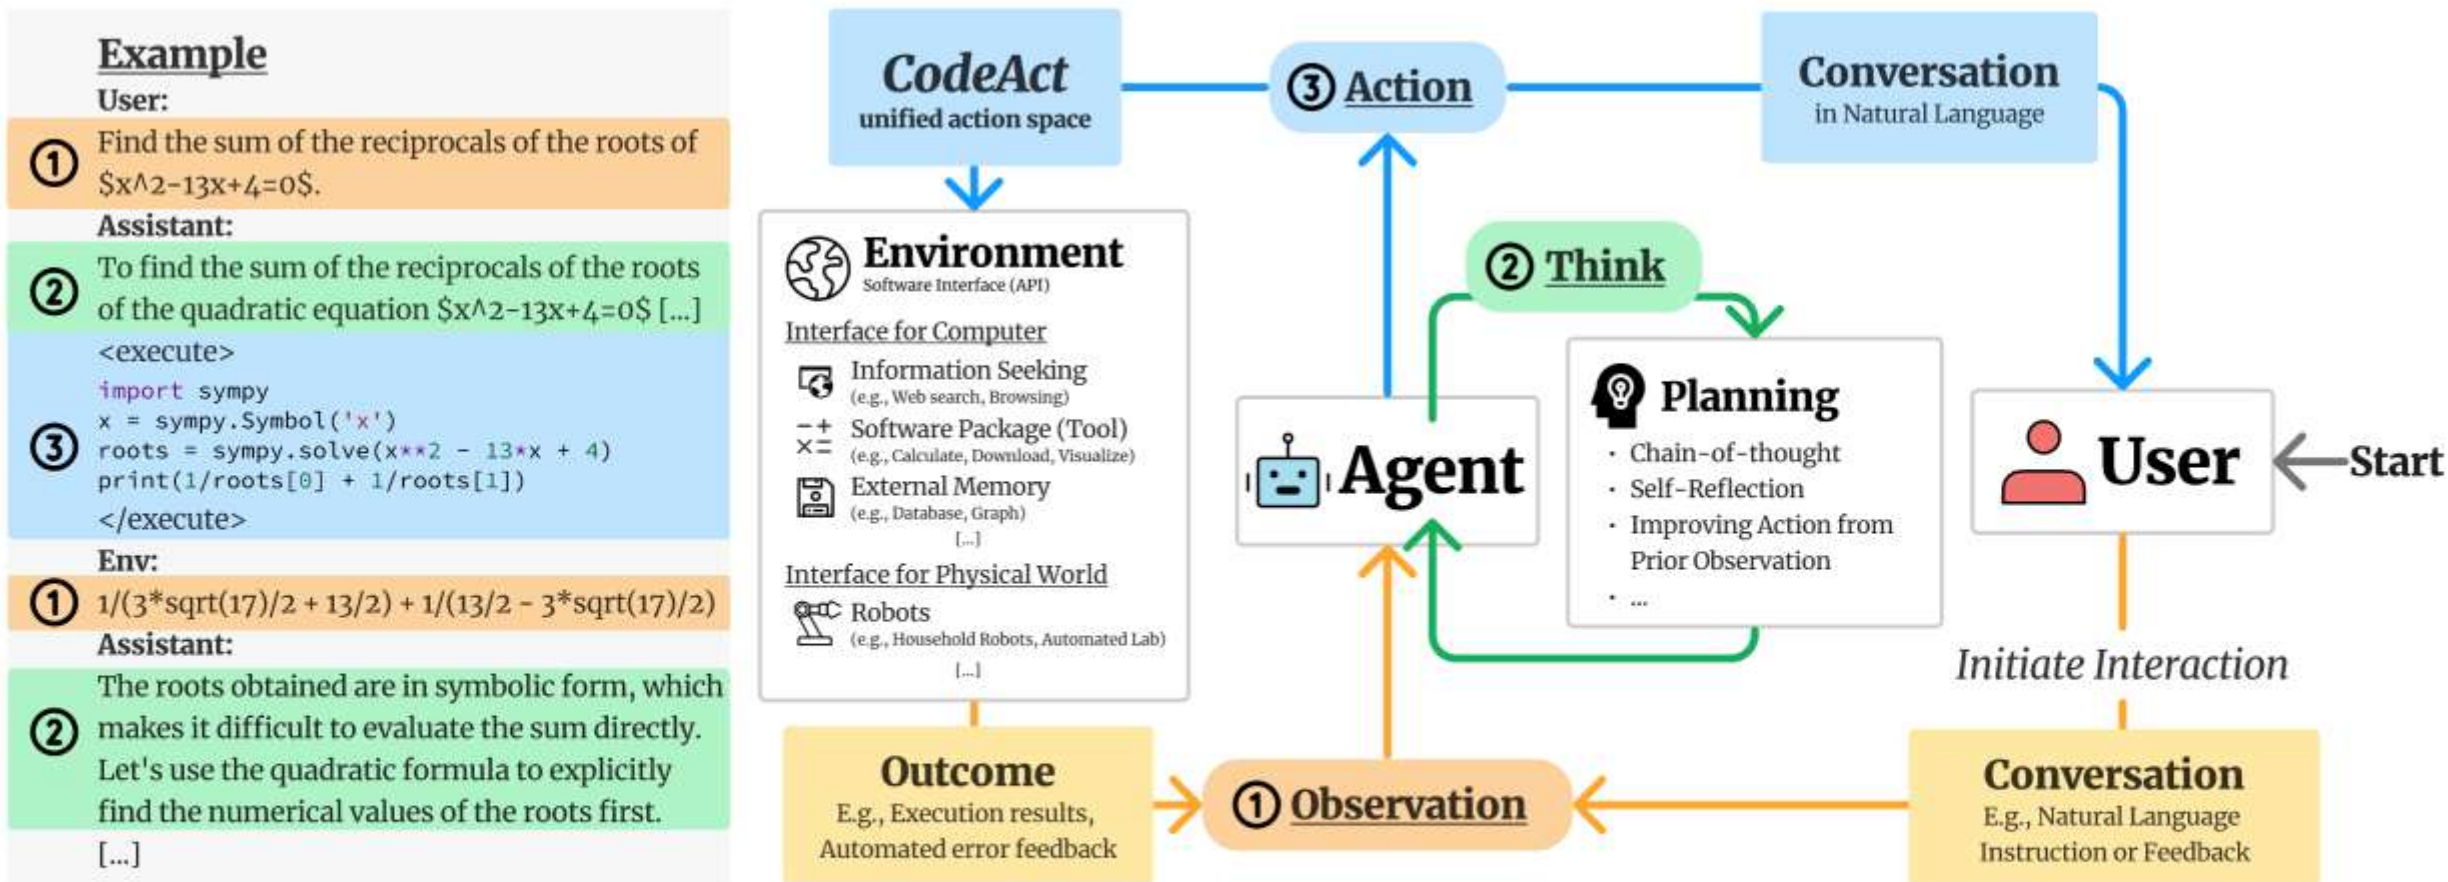 Example
User:
① Find the sum of the reciprocals of the roots of
$x^2-13x+4=0$.
Assistant:
② To find the sum of the reciprocals of the roots
of the quadratic equation $x^2-13x+4=0$ [...]
<execute>
③ import sympy
x = sympy.Symbol('x')
roots = sympy.solve(x**2 - 13*x + 4)
print(1/roots[0] + 1/roots[1])
</execute>
Env:
① 1/(3*sqrt(17)/2 + 13/2) + 1/(13/2 - 3*sqrt(17)/2)
Assistant:
② The roots obtained are in symbolic form, which
makes it difficult to evaluate the sum directly.
Let's use the quadratic formula to explicitly
find the numerical values of the roots first.
[...]
CodeAct
unified action space
③ Action
Conversation
in Natural Language
Environment
Software Interface (API)
Interface for Computer
Information Seeking
(e.g., Web search, Browsing)
Software Package (Tool)
(e.g., Calculate, Download, Visualize)
External Memory
(e.g., Database, Graph)
[...]
Interface for Physical World
Robots
(e.g., Household Robots, Automated Lab)
[...]
② Think
Planning
· Chain-of-thought
· Self-Reflection
· Improving Action from
Prior Observation
· ...
Agent
User
Start
Initiate Interaction
Outcome
E.g., Execution results,
Automated error feedback
① Observation
Conversation
E.g., Natural Language
Instruction or Feedback